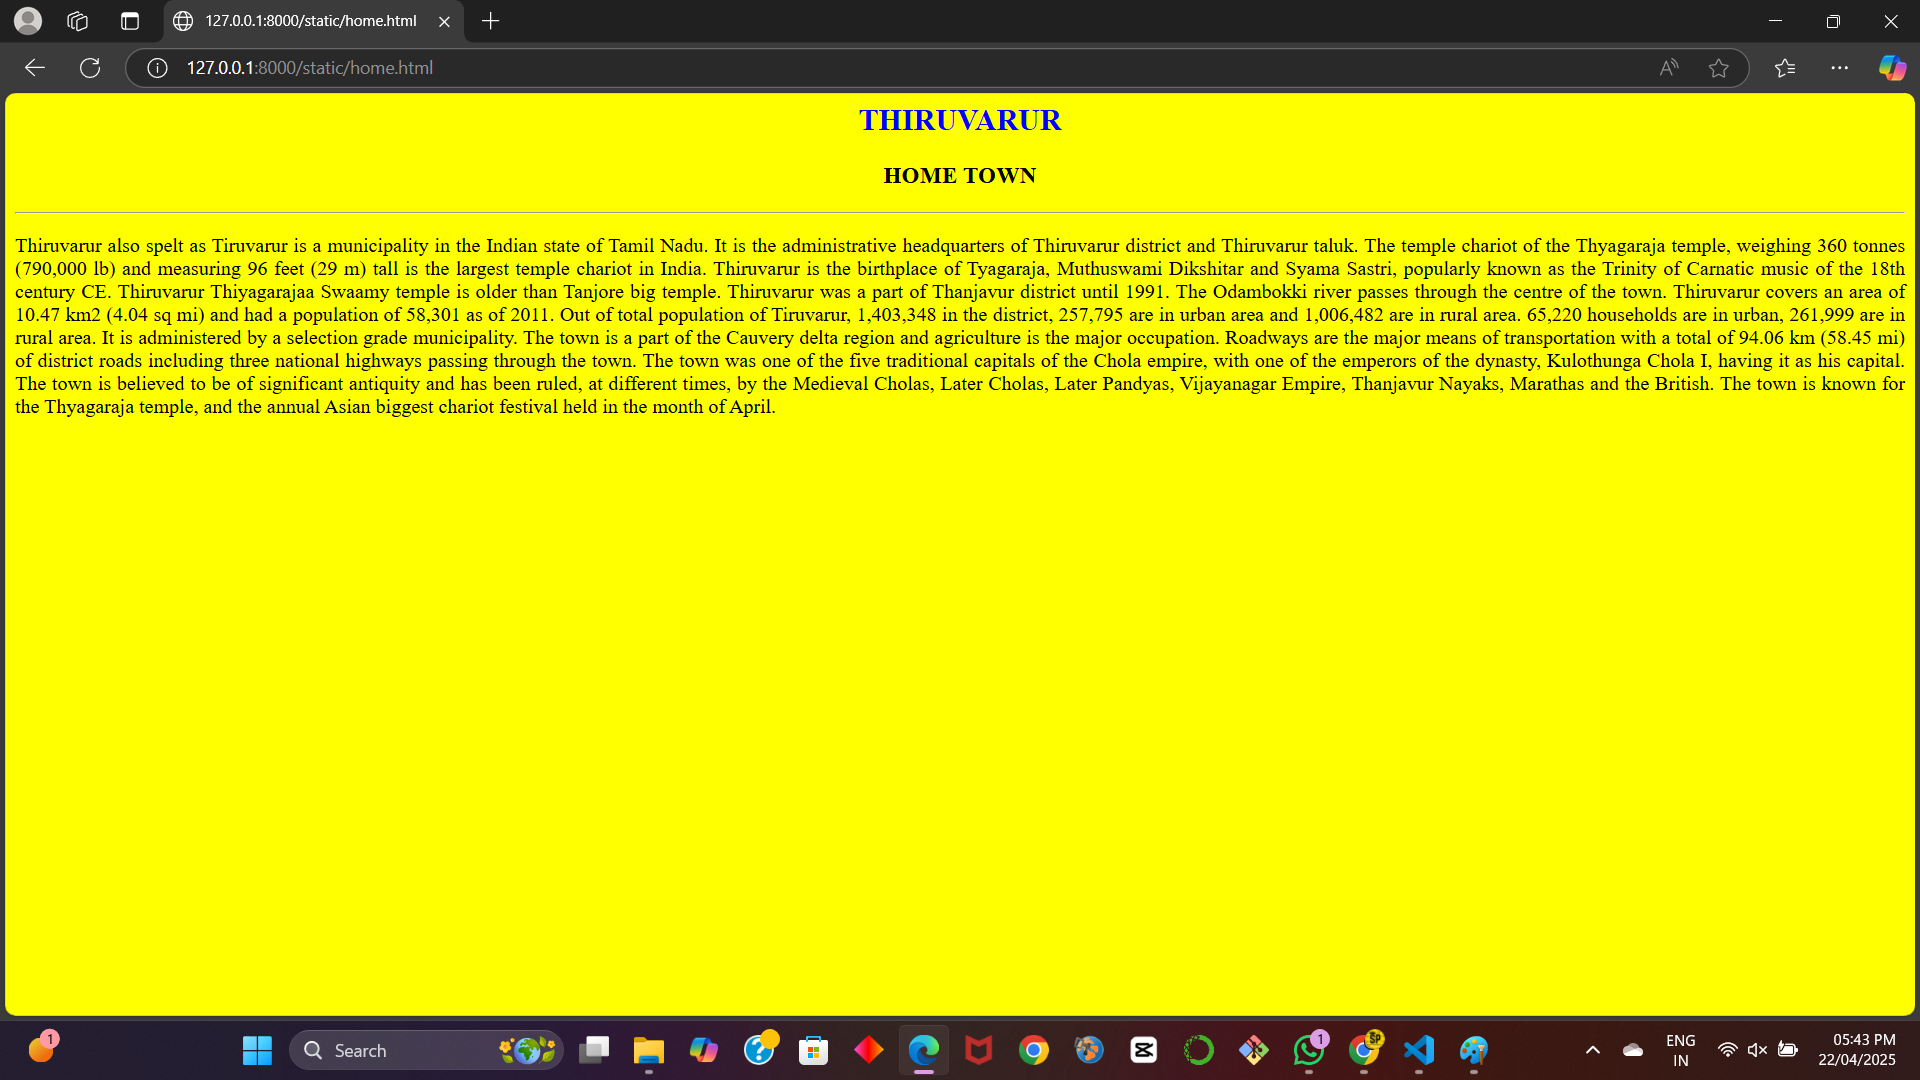 127.0.0.1:8000/static/home.html
127.0.0.1:8000/static/home.html
THIRUVARUR
HOME TOWN
Thiruvarur also spelt as Tiruvarur is a municipality in the Indian state of Tamil Nadu. It is the administrative headquarters of Thiruvarur district and Thiruvarur taluk. The temple chariot of the Thyagaraja temple, weighing 360 tonnes
(790,000 lb) and measuring 96 feet (29 m) tall is the largest temple chariot in India. Thiruvarur is the birthplace of Tyagaraja, Muthuswami Dikshitar and Syama Sastri, popularly known as the Trinity of Carnatic music of the 18th
century CE. Thiruvarur Thiyagarajaa Swaamy temple is older than Tanjore big temple. Thiruvarur was a part of Thanjavur district until 1991. The Odambokki river passes through the centre of the town. Thiruvarur covers an area of
10.47 km2 (4.04 sq mi) and had a population of 58,301 as of 2011. Out of total population of Tiruvarur, 1,403,348 in the district, 257,795 are in urban area and 1,006,482 are in rural area. 65,220 households are in urban, 261,999 are in
rural area. It is administered by a selection grade municipality. The town is a part of the Cauvery delta region and agriculture is the major occupation. Roadways are the major means of transportation with a total of 94.06 km (58.45 mi)
of district roads including three national highways passing through the town. The town was one of the five traditional capitals of the Chola empire, with one of the emperors of the dynasty, Kulothunga Chola I, having it as his capital.
The town is believed to be of significant antiquity and has been ruled, at different times, by the Medieval Cholas, Later Cholas, Later Pandyas, Vijayanagar Empire, Thanjavur Nayaks, Marathas and the British. The town is known for
the Thyagaraja temple, and the annual Asian biggest chariot festival held in the month of April.
1
Search
1
SP
ENG
IN
05:43 PM
22/04/2025